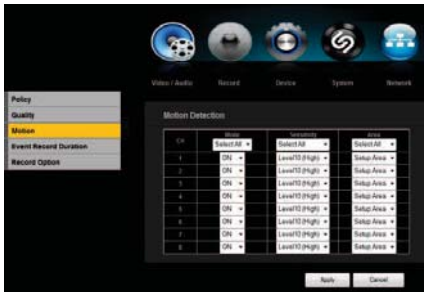 Video / Audio Record Device System Network
Policy
Quality
Motion
Event Record Duration
Record Option
Motion Detection
CH Mode Sensitivity Area
Select All Select All Select All
1 ON Level10 (High) Setup Area
2 ON Level10 (High) Setup Area
3 ON Level10 (High) Setup Area
4 ON Level10 (High) Setup Area
5 ON Level10 (High) Setup Area
6 ON Level10 (High) Setup Area
7 ON Level10 (High) Setup Area
8 ON Level10 (High) Setup Area
Apply Cancel